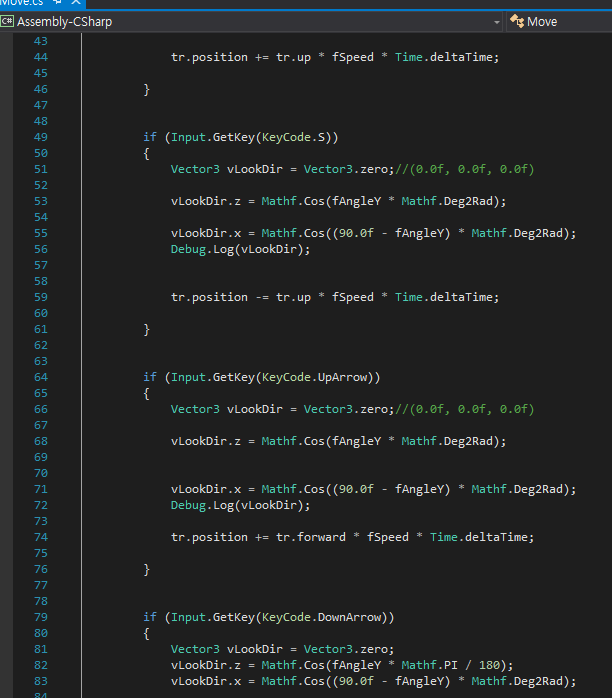 Move.cs
C# Assembly-CSharp Move
43
44 tr.position += tr.up * fSpeed * Time.deltaTime;
45
46 }
47
48
49 if (Input.GetKey(KeyCode.S))
50 {
51 Vector3 vLookDir = Vector3.zero;//(0.0f, 0.0f, 0.0f)
52
53 vLookDir.z = Mathf.Cos(fAngleY * Mathf.Deg2Rad);
54
55 vLookDir.x = Mathf.Cos((90.0f - fAngleY) * Mathf.Deg2Rad);
56 Debug.Log(vLookDir);
57
58
59 tr.position -= tr.up * fSpeed * Time.deltaTime;
60
61 }
62
63
64 if (Input.GetKey(KeyCode.UpArrow))
65 {
66 Vector3 vLookDir = Vector3.zero;//(0.0f, 0.0f, 0.0f)
67
68 vLookDir.z = Mathf.Cos(fAngleY * Mathf.Deg2Rad);
69
70
71 vLookDir.x = Mathf.Cos((90.0f - fAngleY) * Mathf.Deg2Rad);
72 Debug.Log(vLookDir);
73
74 tr.position += tr.forward * fSpeed * Time.deltaTime;
75
76 }
77
78
79 if (Input.GetKey(KeyCode.DownArrow))
80 {
81 Vector3 vLookDir = Vector3.zero;
82 vLookDir.z = Mathf.Cos(fAngleY * Mathf.PI / 180);
83 vLookDir.x = Mathf.Cos((90.0f - fAngleY) * Mathf.Deg2Rad);
84